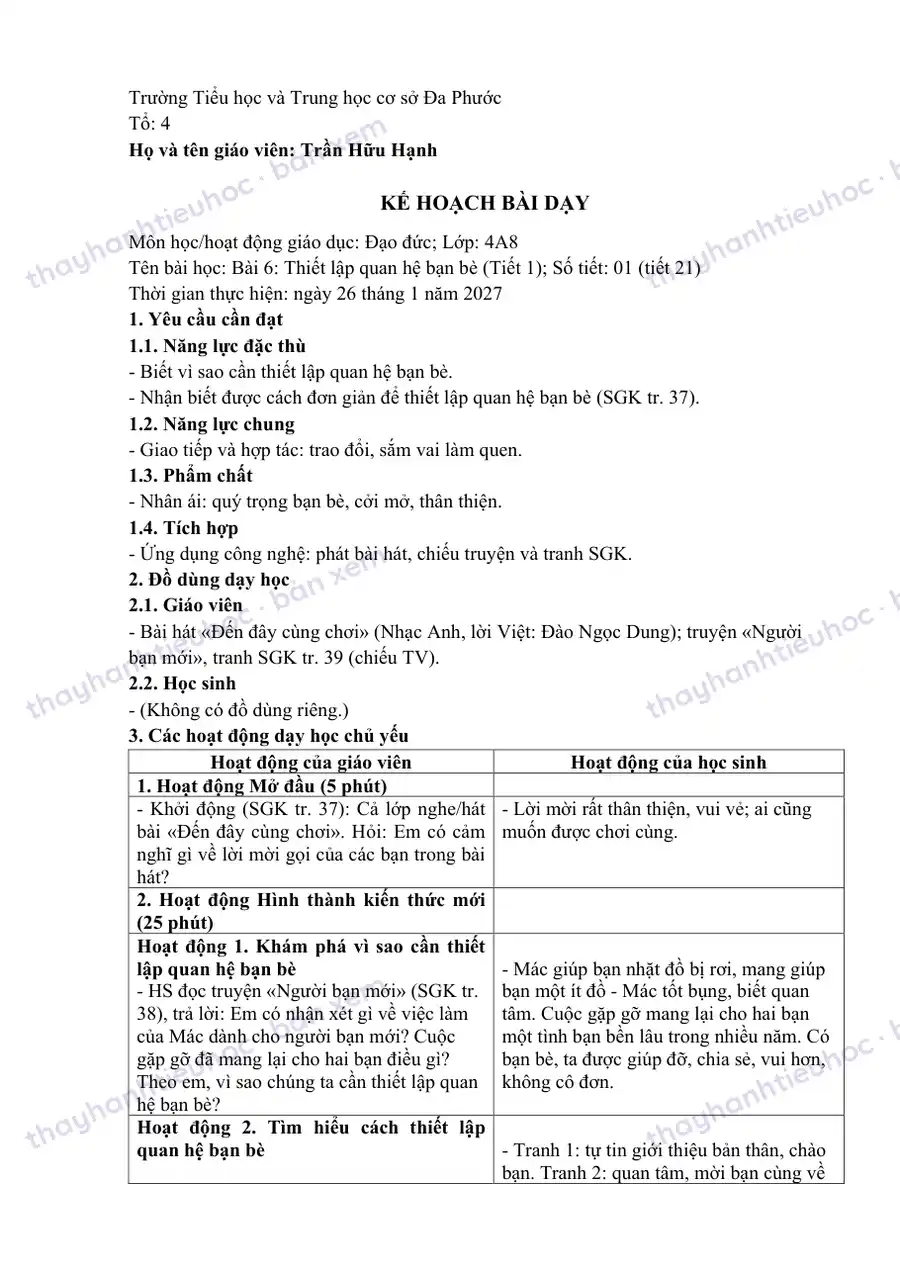 Trường Tiểu học và Trung học cơ sở Đa Phước
Tổ: 4
Họ và tên giáo viên: Trần Hữu Hạnh
KẾ HOẠCH BÀI DẠY
Môn học/hoạt động giáo dục: Đạo đức; Lớp: 4A8
Tên bài học: Bài 6: Thiết lập quan hệ bạn bè (Tiết 1); Số tiết: 01 (tiết 21)
Thời gian thực hiện: ngày 26 tháng 1 năm 2027
1. Yêu cầu cần đạt
1.1. Năng lực đặc thù
- Biết vì sao cần thiết lập quan hệ bạn bè.
- Nhận biết được cách đơn giản để thiết lập quan hệ bạn bè (SGK tr. 37).
1.2. Năng lực chung
- Giao tiếp và hợp tác: trao đổi, sắm vai làm quen.
1.3. Phẩm chất
- Nhân ái: quý trọng bạn bè, cởi mở, thân thiện.
1.4. Tích hợp
- Ứng dụng công nghệ: phát bài hát, chiếu truyện và tranh SGK.
2. Đồ dùng dạy học
2.1. Giáo viên
- Bài hát «Đến đây cùng chơi» (Nhạc Anh, lời Việt: Đào Ngọc Dung); truyện «Người
bạn mới», tranh SGK tr. 39 (chiếu TV).
2.2. Học sinh
- (Không có đồ dùng riêng.)
3. Các hoạt động dạy học chủ yếu
Hoạt động của giáo viên
Hoạt động của học sinh
1. Hoạt động Mở đầu (5 phút)
- Khởi động (SGK tr. 37): Cả lớp nghe/hát
bài «Đến đây cùng chơi». Hỏi: Em có cảm
nghĩ gì về lời mời gọi của các bạn trong bài
hát?
- Lời mời rất thân thiện, vui vẻ; ai cũng
muốn được chơi cùng.
2. Hoạt động Hình thành kiến thức mới
(25 phút)
Hoạt động 1. Khám phá vì sao cần thiết
lập quan hệ bạn bè
- HS đọc truyện «Người bạn mới» (SGK tr.
38), trả lời: Em có nhận xét gì về việc làm
của Mác dành cho người bạn mới? Cuộc
gặp gỡ đã mang lại cho hai bạn điều gì?
Theo em, vì sao chúng ta cần thiết lập quan
hệ bạn bè?
- Mác giúp bạn nhặt đồ bị rơi, mang giúp
bạn một ít đồ - Mác tốt bụng, biết quan
tâm. Cuộc gặp gỡ mang lại cho hai bạn
một tình bạn bền lâu trong nhiều năm. Có
bạn bè, ta được giúp đỡ, chia sẻ, vui hơn,
không cô đơn.
Hoạt động 2. Tìm hiểu cách thiết lập
quan hệ bạn bè
- Tranh 1: tự tin giới thiệu bản thân, chào
bạn. Tranh 2: quan tâm, mời bạn cùng về
thayhanhtieuhoc · bản xem
thayhanhtieuhoc · b
thayhanhtieuhoc · bản xem
thayhanhtieuhoc · b
thayhanhtieuhoc · bản xem
thayhanhtieuhoc · b